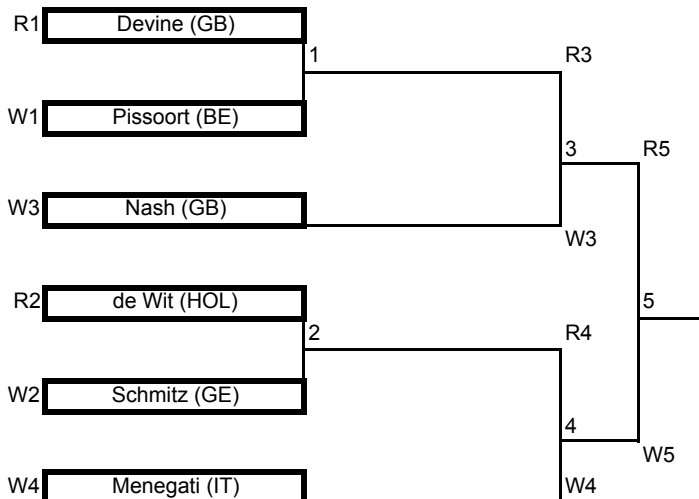 R1 Devine (GB)
1 R3
W1 Pissoort (BE)
3 R5
W3 Nash (GB)
W3
R2 de Wit (HOL)
5
2 R4
W2 Schmitz (GE)
4
W5
W4 Menegati (IT) W4